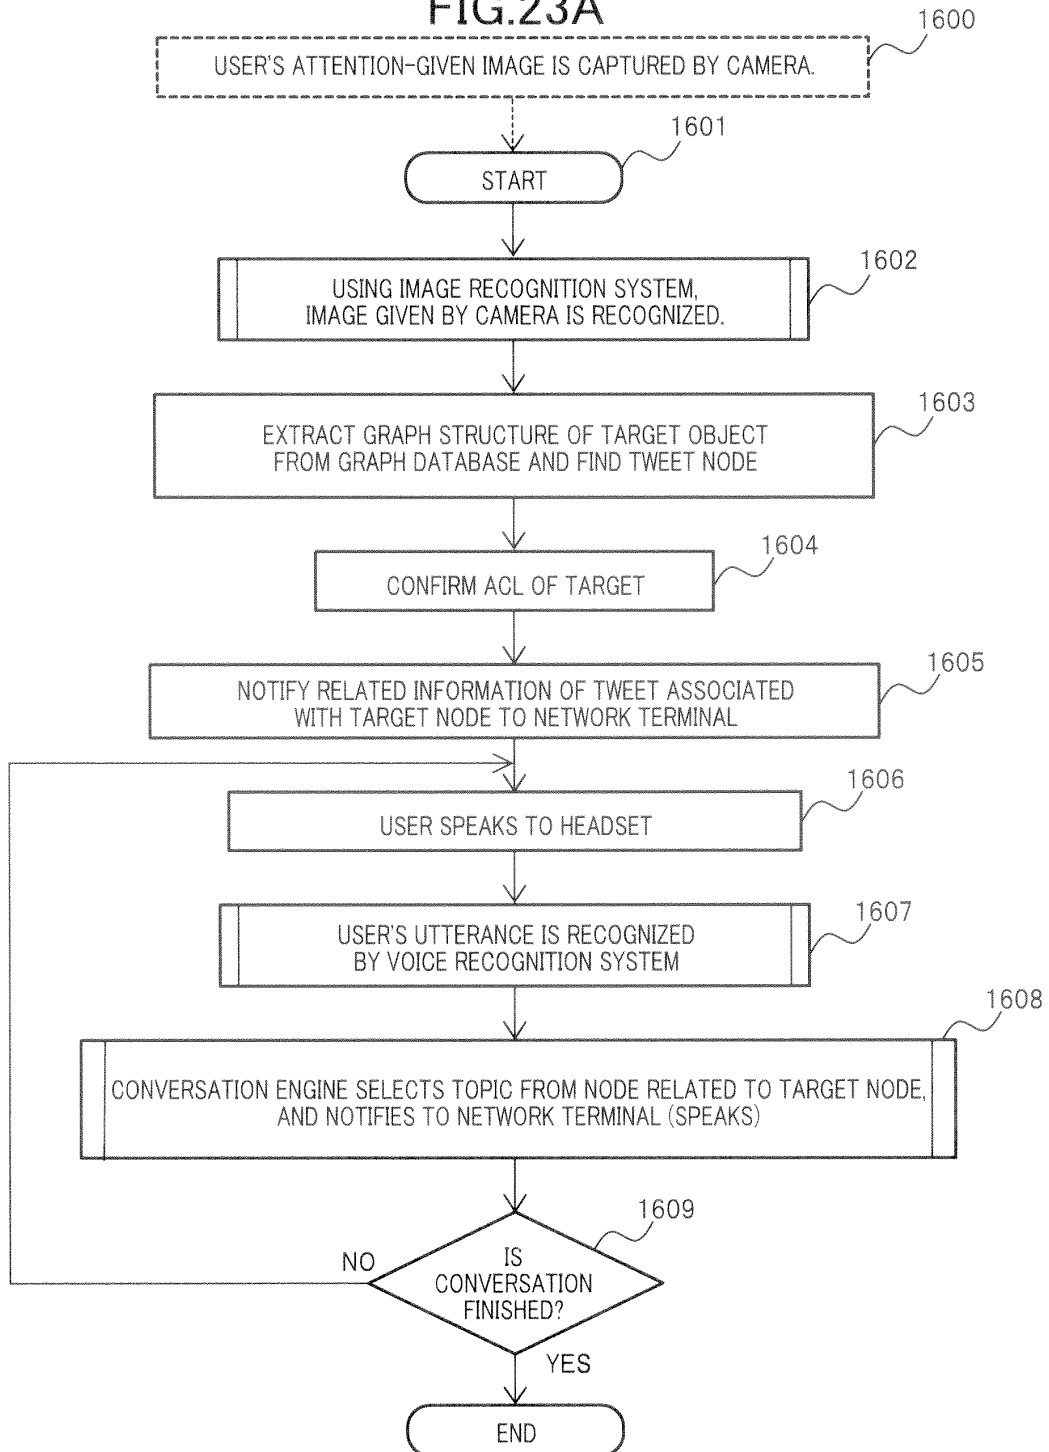 FIG.23A
1600
USER'S ATTENTION-GIVEN IMAGE IS CAPTURED BY CAMERA.
1601
START
1602
USING IMAGE RECOGNITION SYSTEM,
IMAGE GIVEN BY CAMERA IS RECOGNIZED.
1603
EXTRACT GRAPH STRUCTURE OF TARGET OBJECT
FROM GRAPH DATABASE AND FIND TWEET NODE
1604
CONFIRM ACL OF TARGET
1605
NOTIFY RELATED INFORMATION OF TWEET ASSOCIATED
WITH TARGET NODE TO NETWORK TERMINAL
1606
USER SPEAKS TO HEADSET
1607
USER'S UTTERANCE IS RECOGNIZED
BY VOICE RECOGNITION SYSTEM
1608
CONVERSATION ENGINE SELECTS TOPIC FROM NODE RELATED TO TARGET NODE,
AND NOTIFIES TO NETWORK TERMINAL (SPEAKS)
1609
NO
IS
CONVERSATION
FINISHED?
YES
END